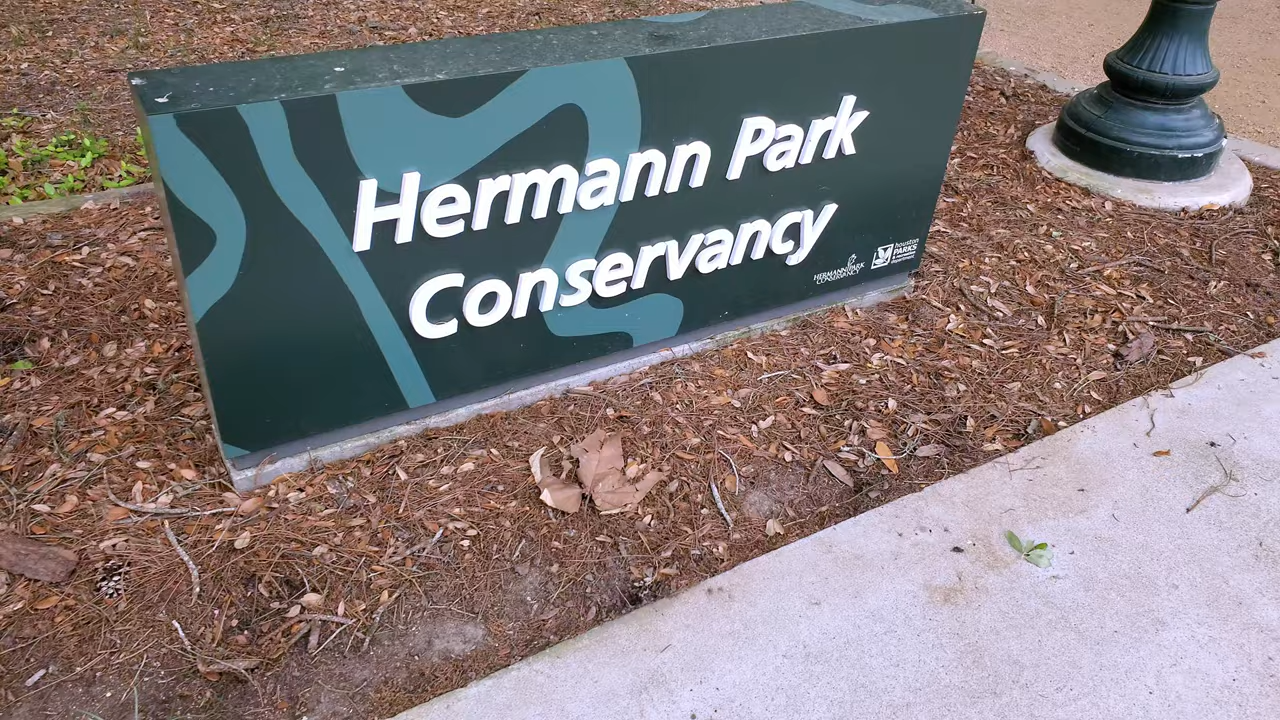 Hermann Park
Conservancy
HERMANN PARK
CONSERVANCY
houston
PARKS